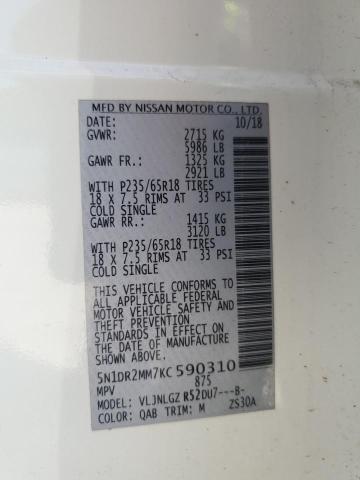 MFD BY NISSAN MOTOR CO., LTD.
DATE: 10/18
GVWR: 2715 KG
5986 LB
GAWR FR.: 1325 KG
2921 LB
WITH P235/65R18 TIRES
18 X 7.5 RIMS AT 33 PSI
COLD SINGLE
GAWR RR.: 1415 KG
3120 LB
WITH P235/65R18 TIRES
18 X 7.5 RIMS AT 33 PSI
COLD SINGLE
THIS VEHICLE CONFORMS TO
ALL APPLICABLE FEDERAL
MOTOR VEHICLE SAFETY AND
THEFT PREVENTION
STANDARDS IN EFFECT ON
THE DATE OF MANUFACTURE
SHOWN ABOVE.
5N1DR2MM7KC590310
MPV 875
MODEL: VLJNLGZ R52DU7---B-
COLOR: QAB TRIM: M ZS30A